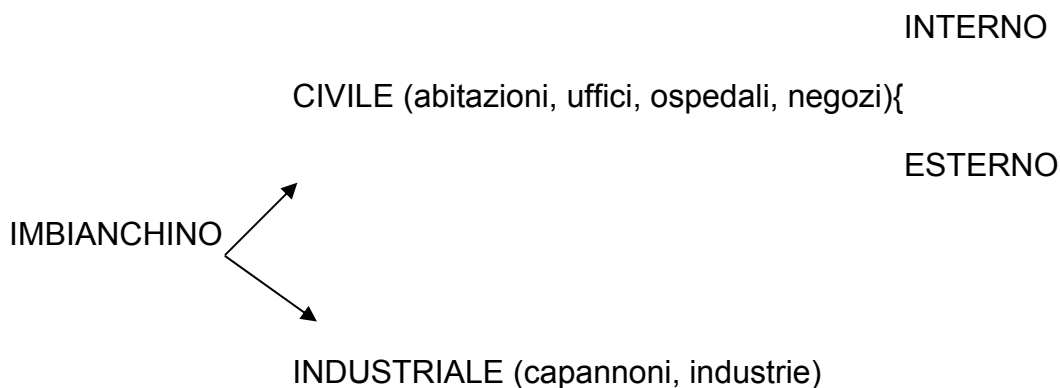 INTERNO
CIVILE (abitazioni, uffici, ospedali, negozi){
ESTERNO
IMBIANCHINO
INDUSTRIALE (capannoni, industrie)